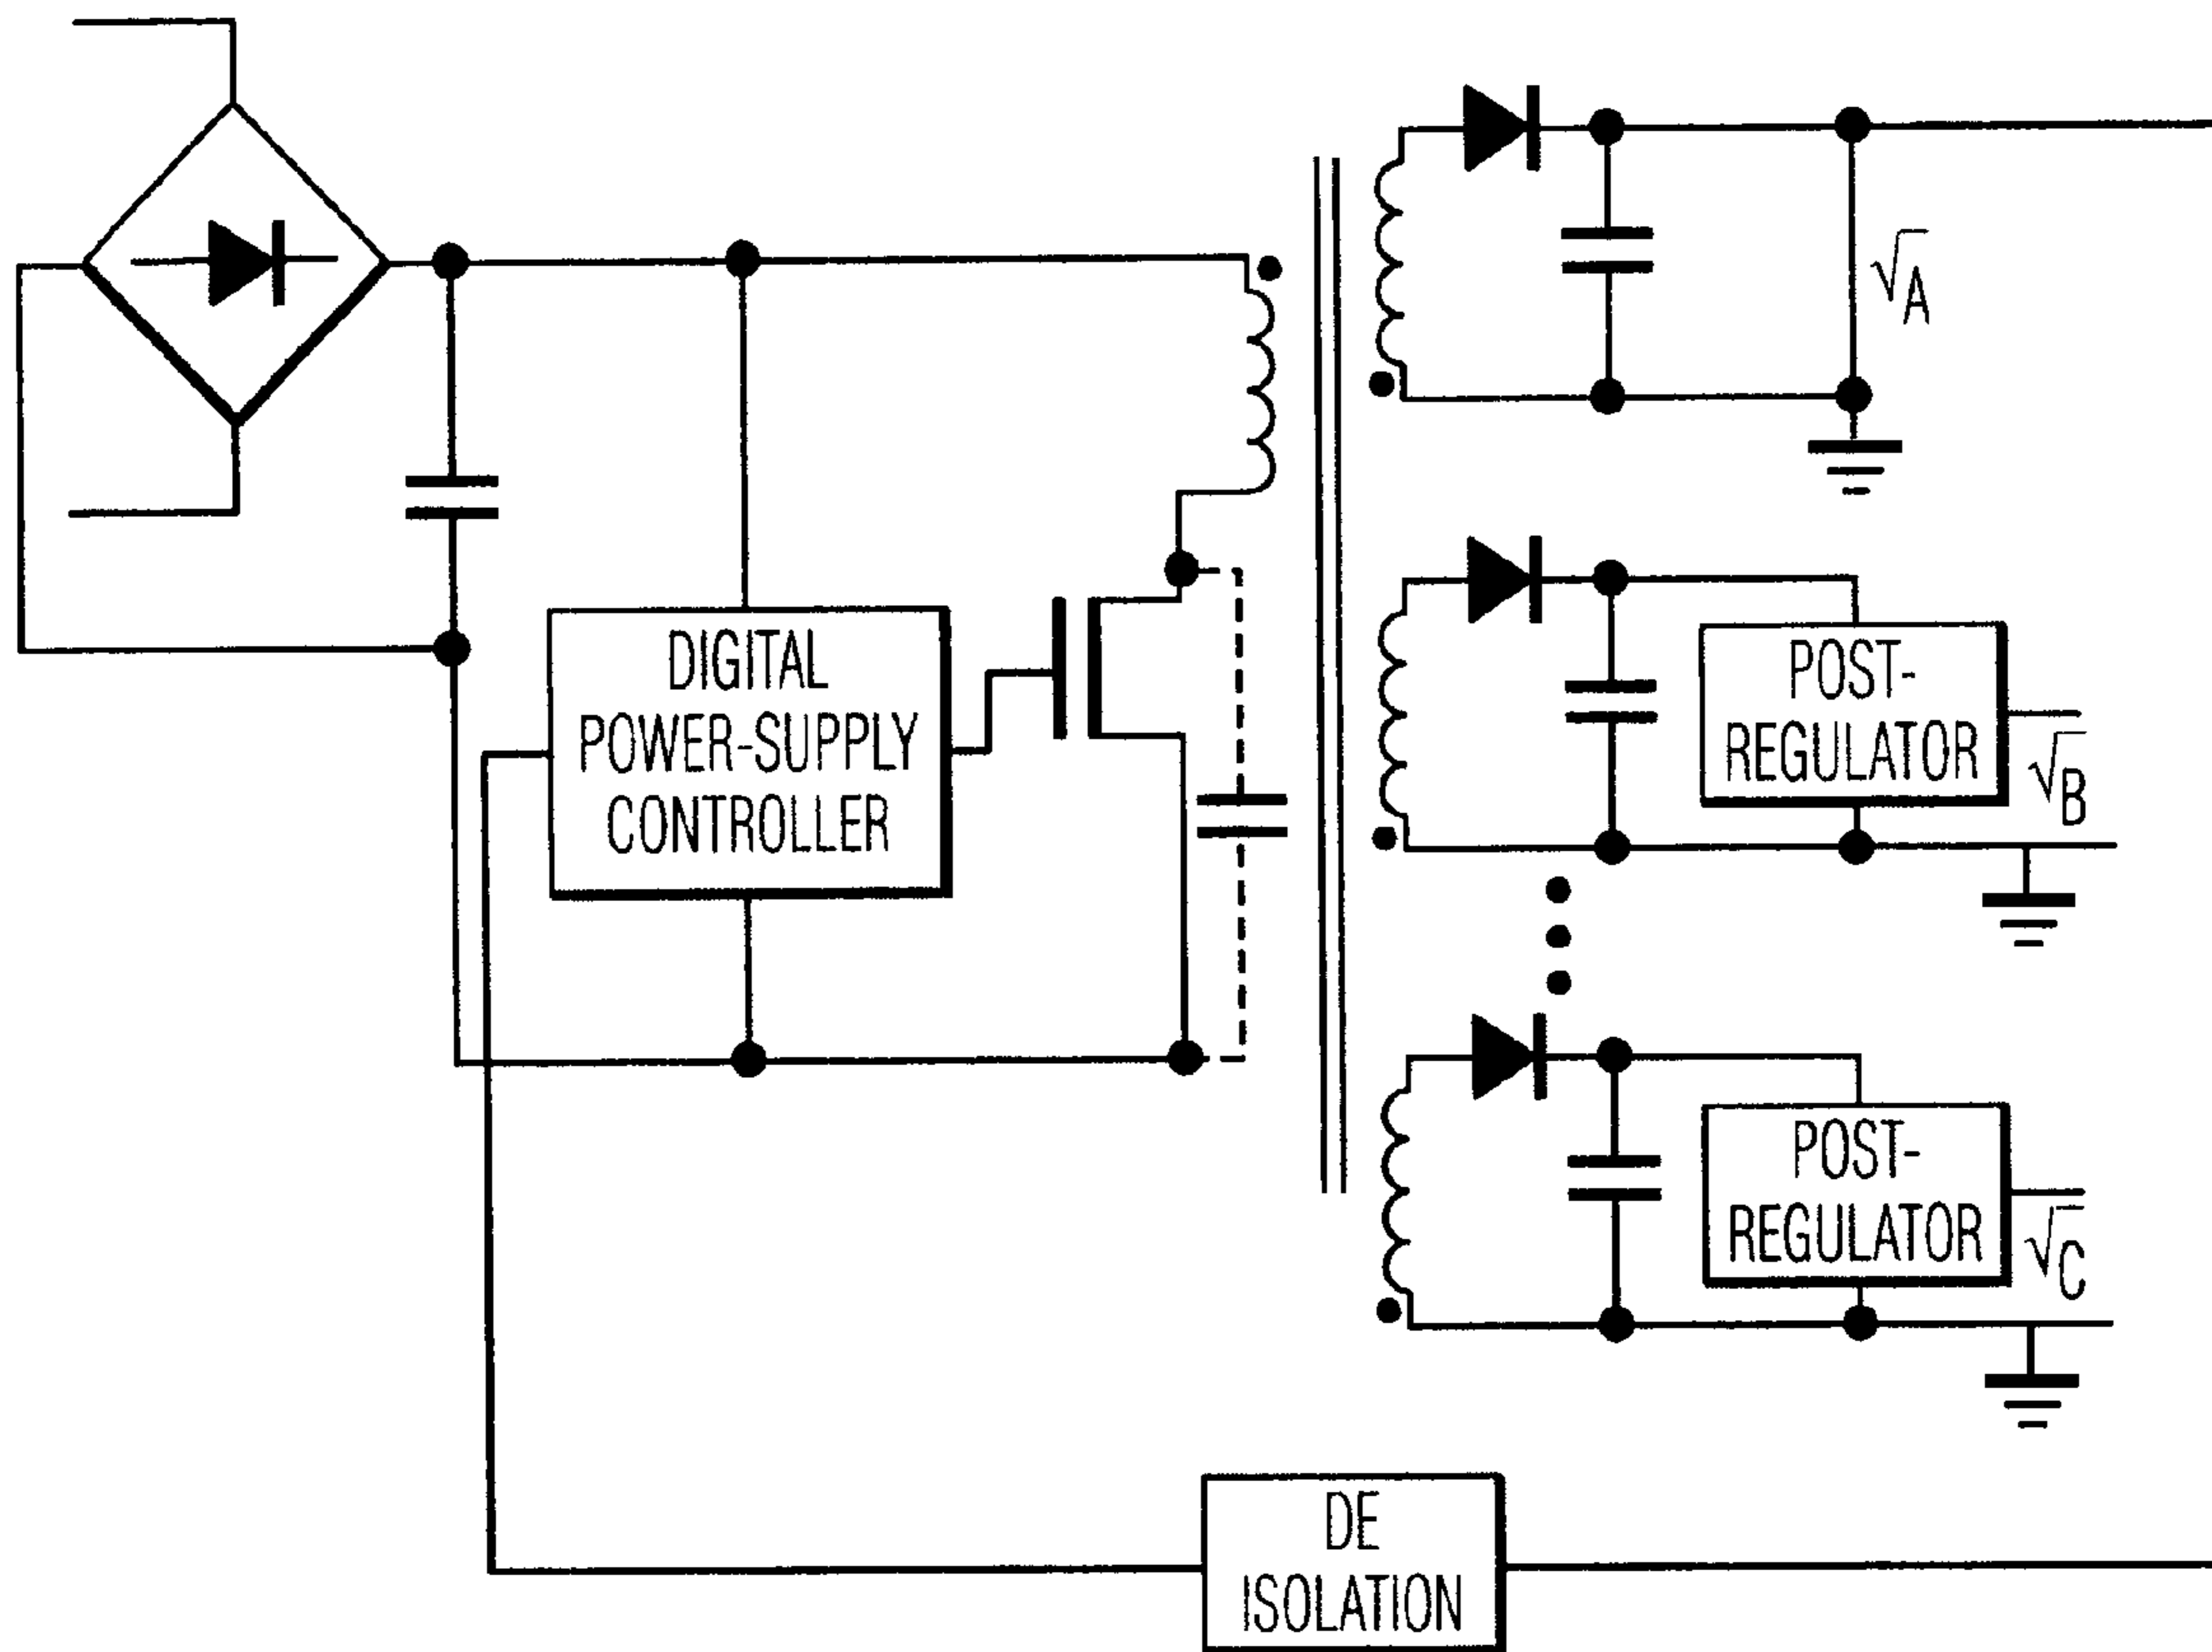 √A
DIGITAL
POWER-SUPPLY
CONTROLLER
POST-
REGULATOR
√B
POST-
REGULATOR
√C
DE
ISOLATION